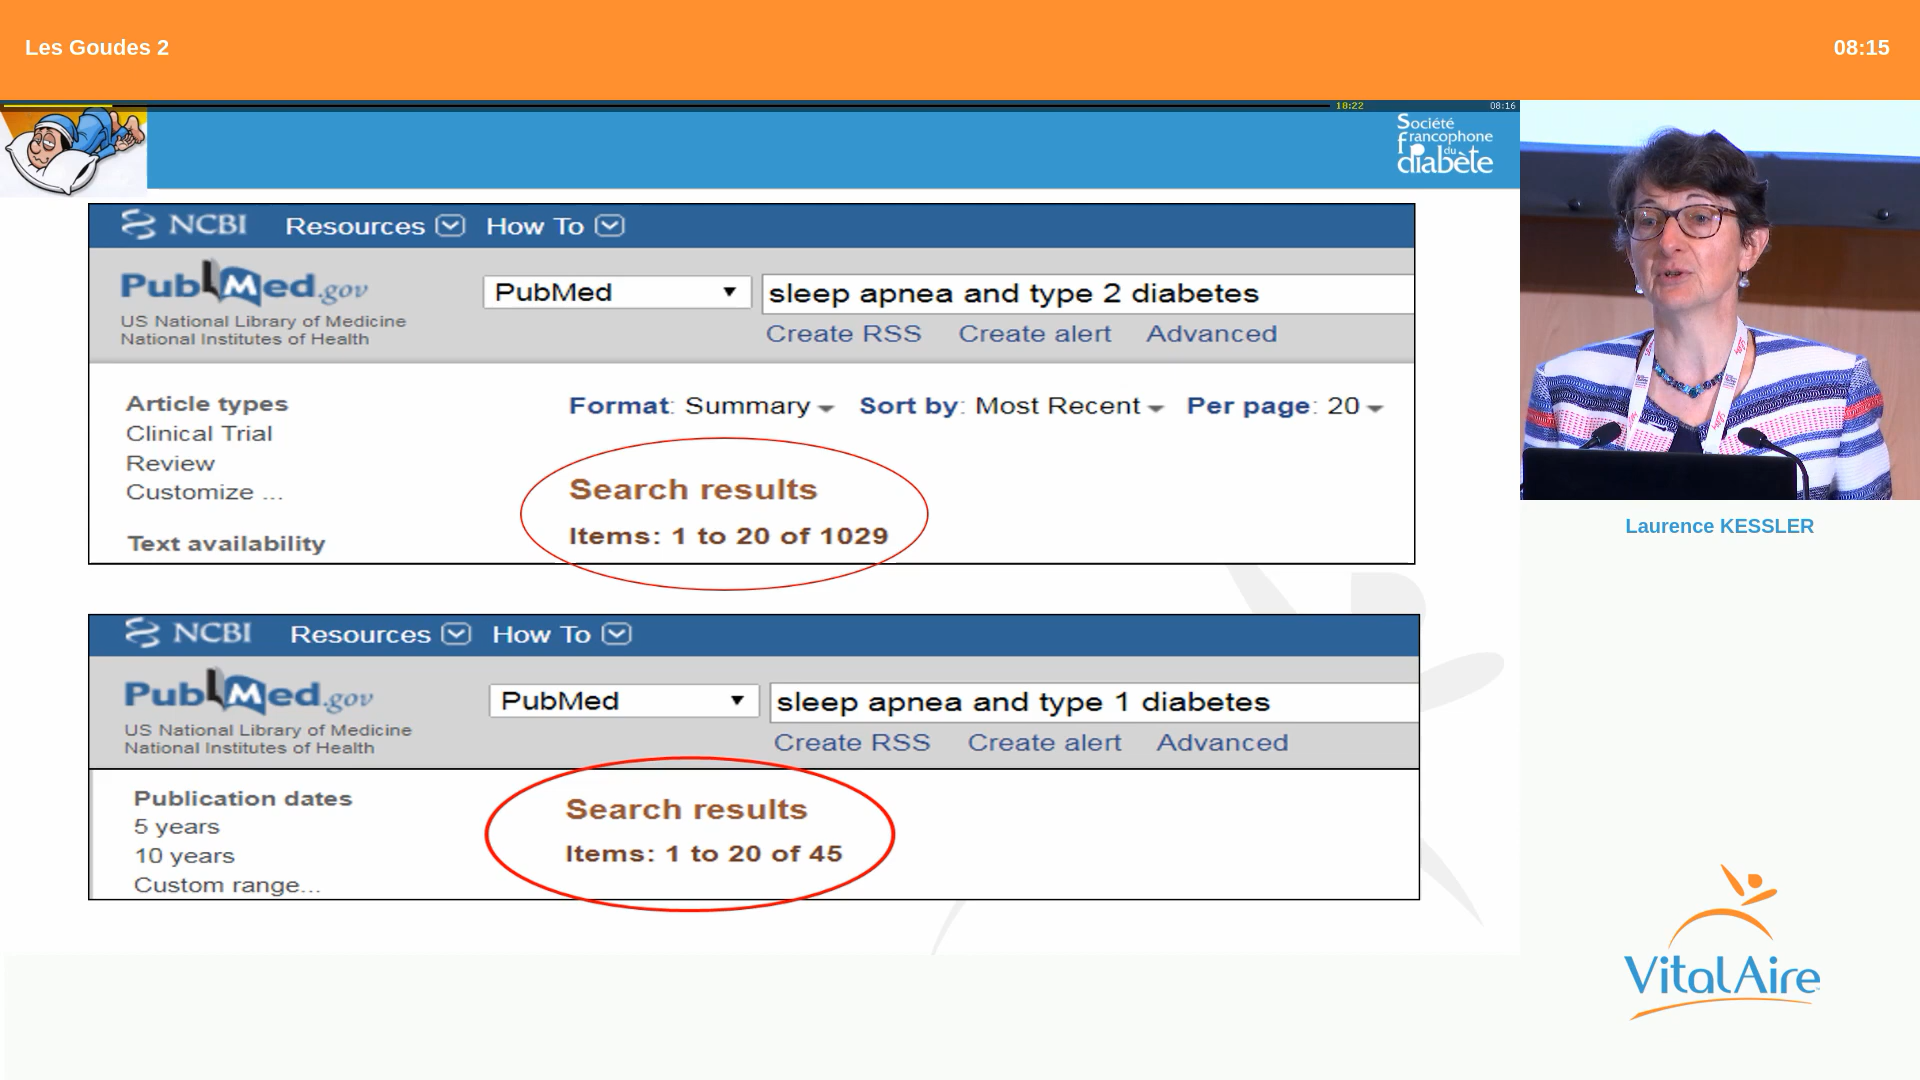 Les Goudes 2
08:15
18:22
08:16
Société
francophone
du
diabète
NCBI Resources How To
PubMed.gov
US National Library of Medicine
National Institutes of Health
PubMed
sleep apnea and type 2 diabetes
Create RSS Create alert Advanced
Article types
Clinical Trial
Review
Customize ...
Text availability
Format: Summary Sort by: Most Recent Per page: 20
Search results
Items: 1 to 20 of 1029
NCBI Resources How To
PubMed.gov
US National Library of Medicine
National Institutes of Health
PubMed
sleep apnea and type 1 diabetes
Create RSS Create alert Advanced
Publication dates
5 years
10 years
Custom range...
Search results
Items: 1 to 20 of 45
Laurence KESSLER
VitalAire